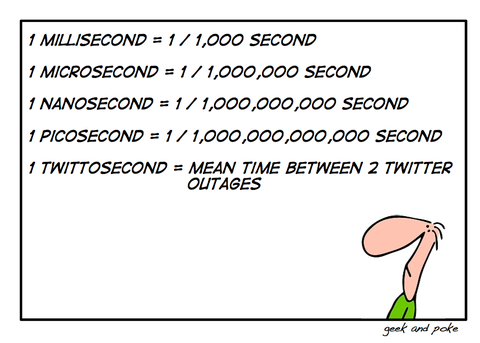 1 MILLISECOND = 1 / 1,000 SECOND
1 MICROSECOND = 1 / 1,000,000 SECOND
1 NANOSECOND = 1 / 1,000,000,000 SECOND
1 PICOSECOND = 1 / 1,000,000,000,000 SECOND
1 TWITTOSECOND = MEAN TIME BETWEEN 2 TWITTER
OUTAGES
geek and poke